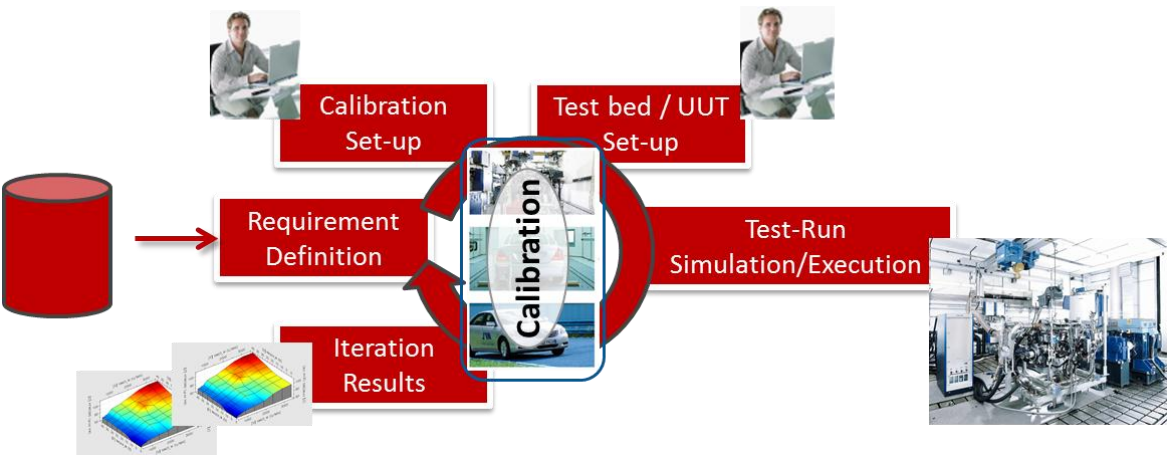 Calibration
Set-up
Test bed / UUT
Set-up
Requirement
Definition
Calibration
Test-Run
Simulation/Execution
Iteration
Results